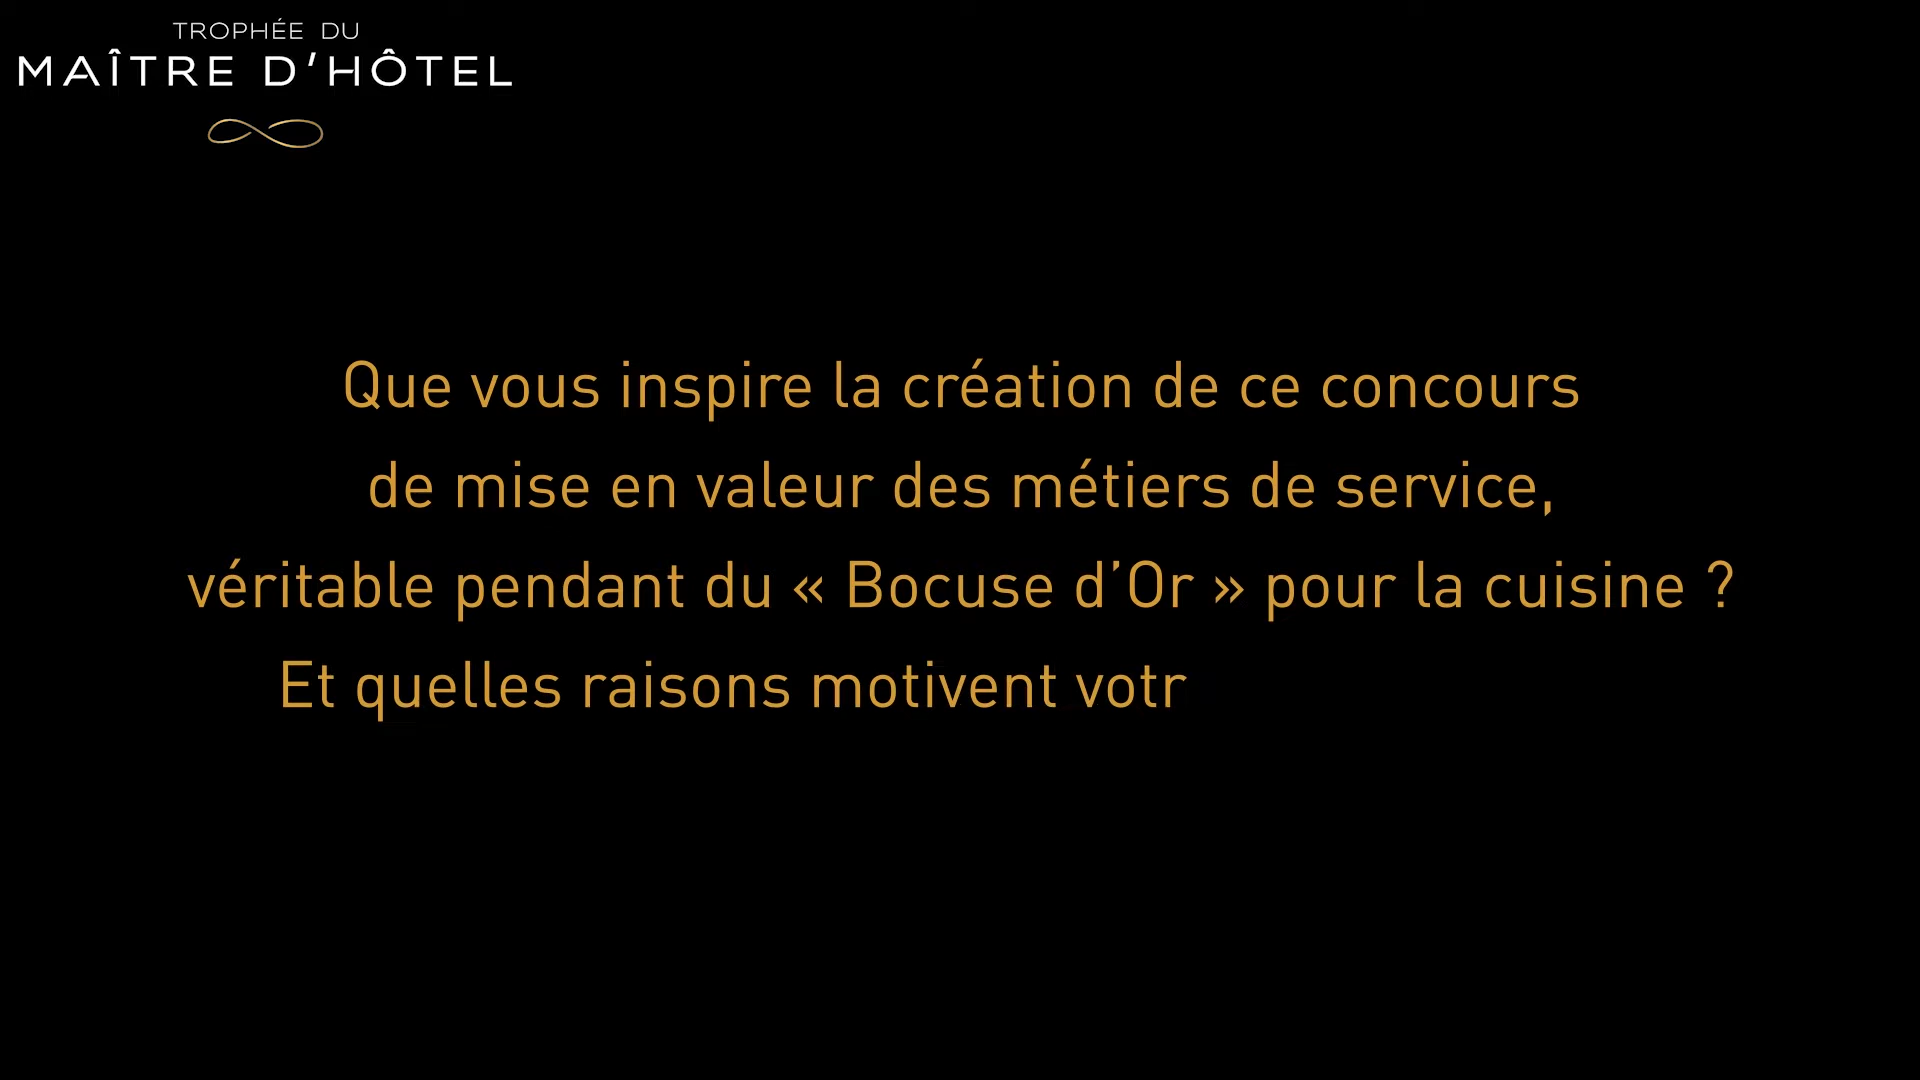 TROPHÉE DU
MAÎTRE D'HÔTEL
Que vous inspire la création de ce concours
de mise en valeur des métiers de service,
véritable pendant du « Bocuse d’Or » pour la cuisine ?
Et quelles raisons motivent votr